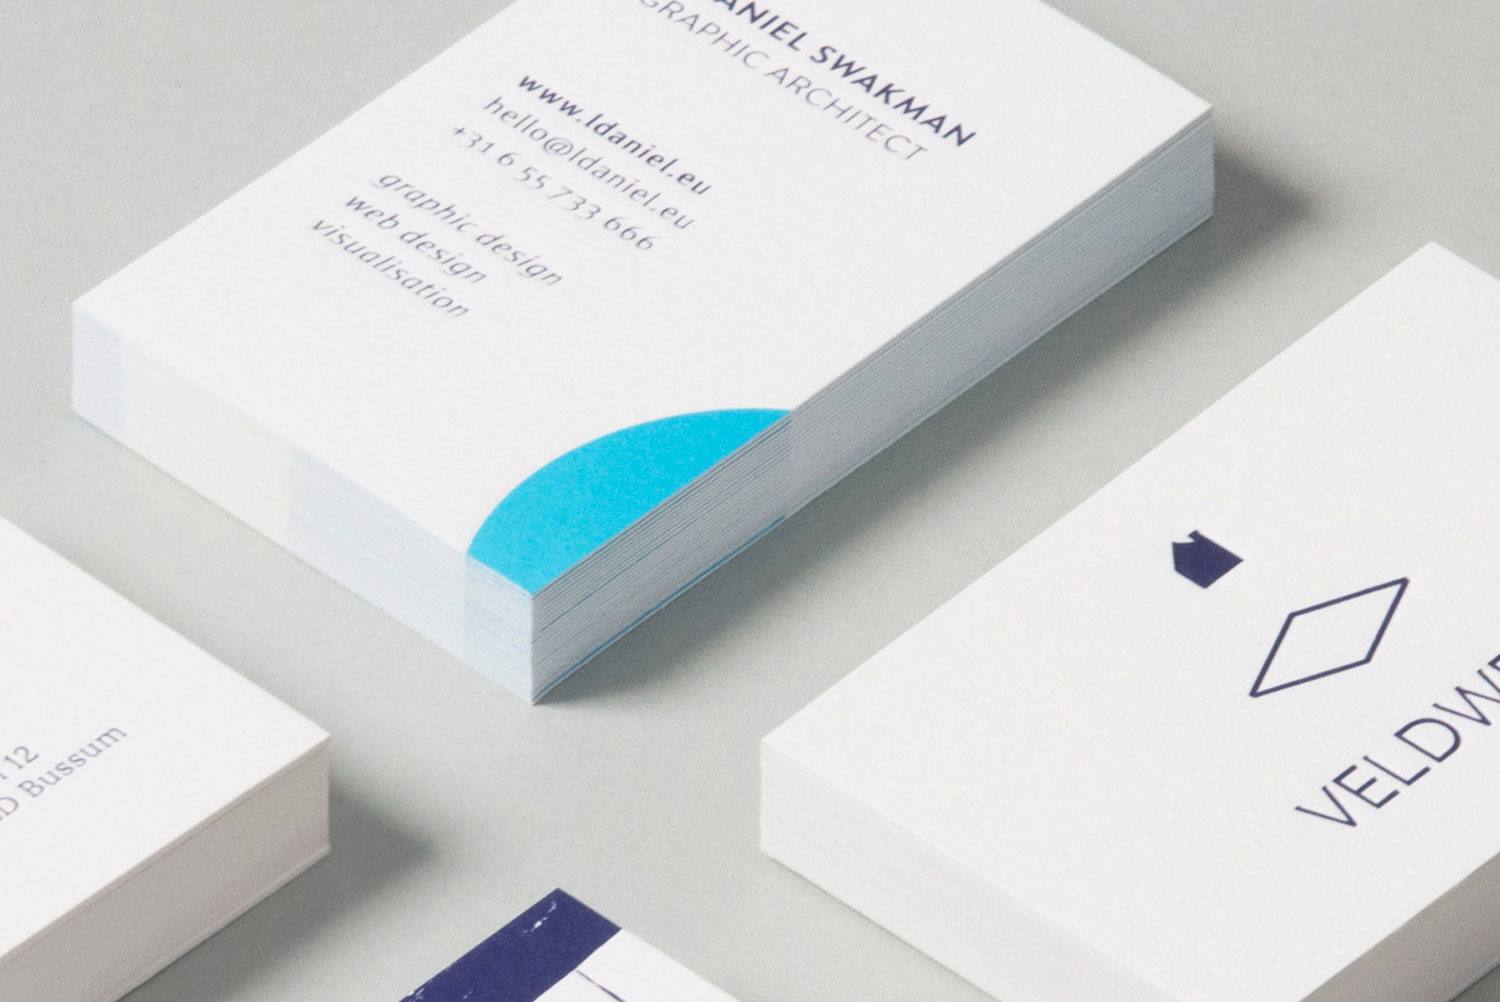 DANIEL SWAKMAN
GRAPHIC ARCHITECT
www.ldaniel.eu
hello@ldaniel.eu
+31 6 55 733 666
graphic design
web design
visualisation
12
Bussum